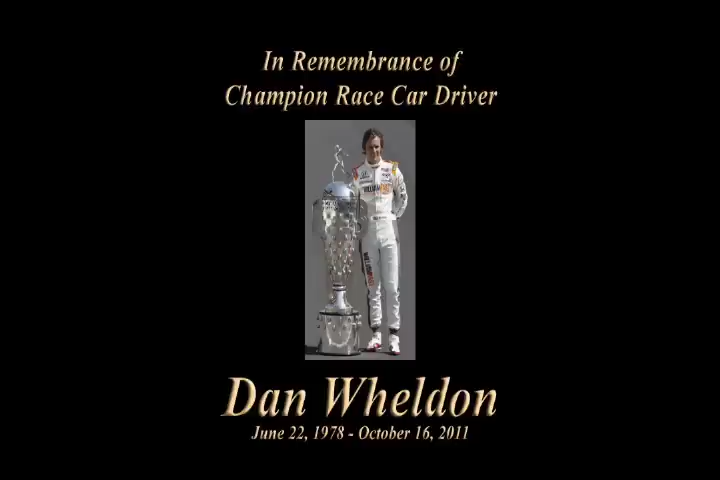 In Remembrance of
Champion Race Car Driver
Dan Wheldon
June 22, 1978 - October 16, 2011